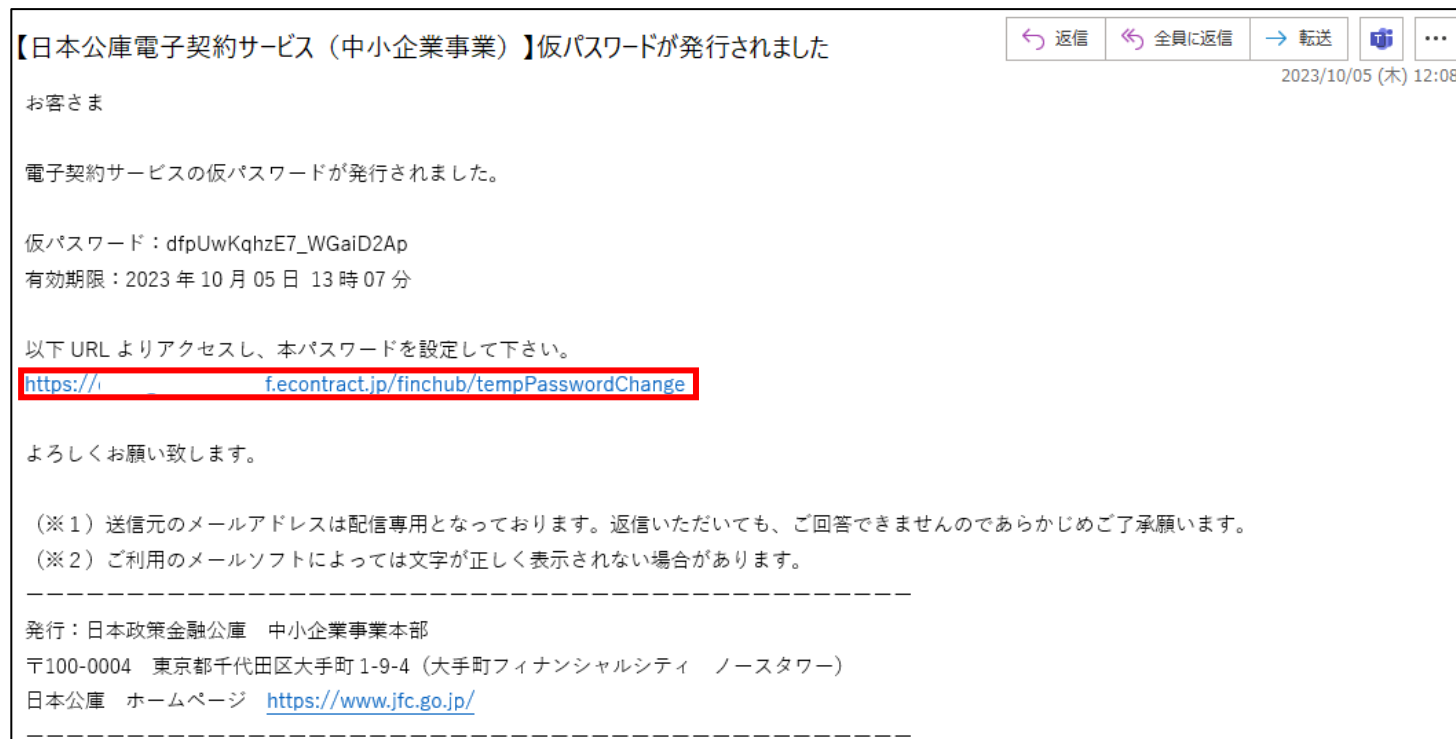 【日本公庫電子契約サービス（中小企業事業）】仮パスワードが発行されました
返信 全員に返信 転送 ...
2023/10/05 (木) 12:08
お客さま
電子契約サービスの仮パスワードが発行されました。
仮パスワード：dfpUwKqhzE7_WGaiD2Ap
有効期限：2023 年 10 月 05 日 13 時 07 分
以下 URL よりアクセスし、本パスワードを設定して下さい。
https:// f.econtract.jp/finchub/tempPasswordChange
よろしくお願い致します。
（※１）送信元のメールアドレスは配信専用となっております。返信いただいても、ご回答できませんのであらかじめご了承願います。
（※２）ご利用のメールソフトによっては文字が正しく表示されない場合があります。
－－－－－－－－－－－－－－－－－－－－－－－－－－－－－－－－－－－－－－－－－－－－
発行：日本政策金融公庫　中小企業事業本部
〒100-0004　東京都千代田区大手町 1-9-4（大手町フィナンシャルシティ　ノースタワー）
日本公庫　ホームページ　https://www.jfc.go.jp/
－－－－－－－－－－－－－－－－－－－－－－－－－－－－－－－－－－－－－－－－－－－－